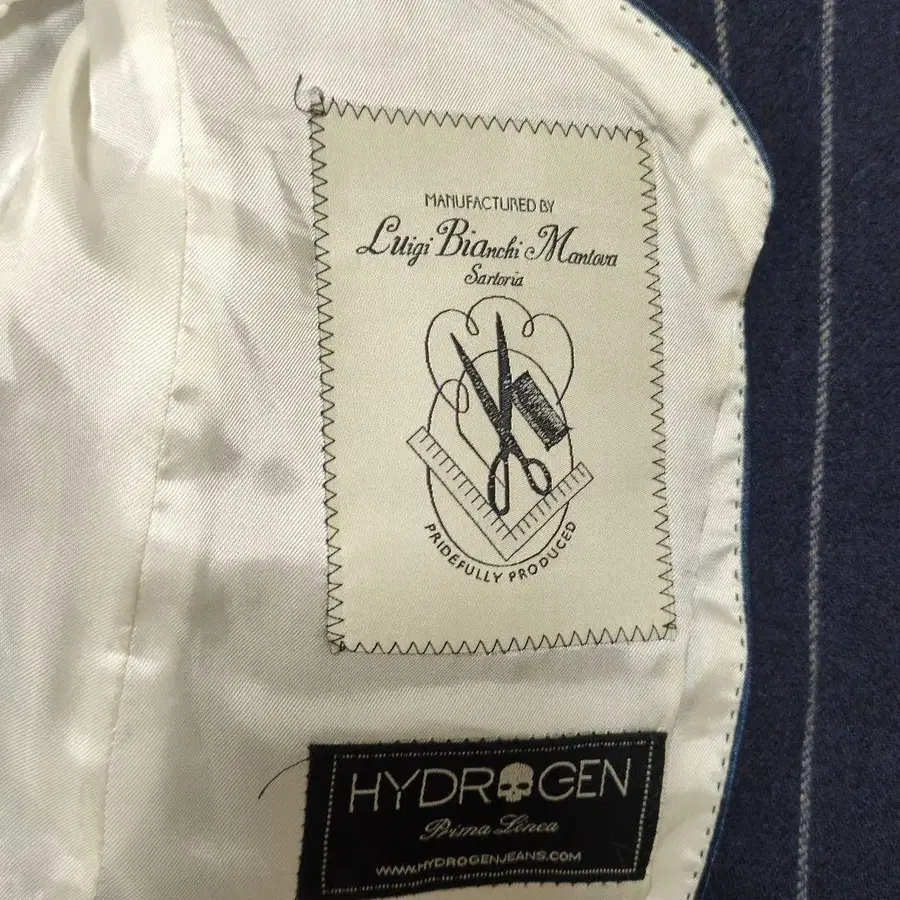 MANUFACTURED BY
Luigi Bianchi Mantova
Sartoria
PRIDEFULLY PRODUCED
HYDROGEN
Prima Linea
WWW.HYDROGENJEANS.COM